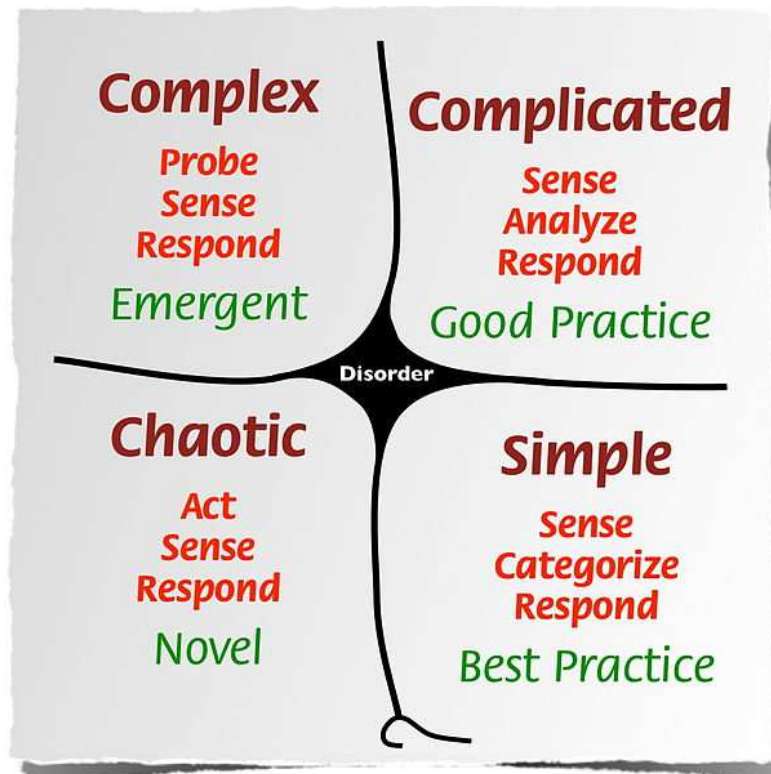 Complex
Probe
Sense
Respond
Emergent
Complicated
Sense
Analyze
Respond
Good Practice
Disorder
Chaotic
Act
Sense
Respond
Novel
Simple
Sense
Categorize
Respond
Best Practice